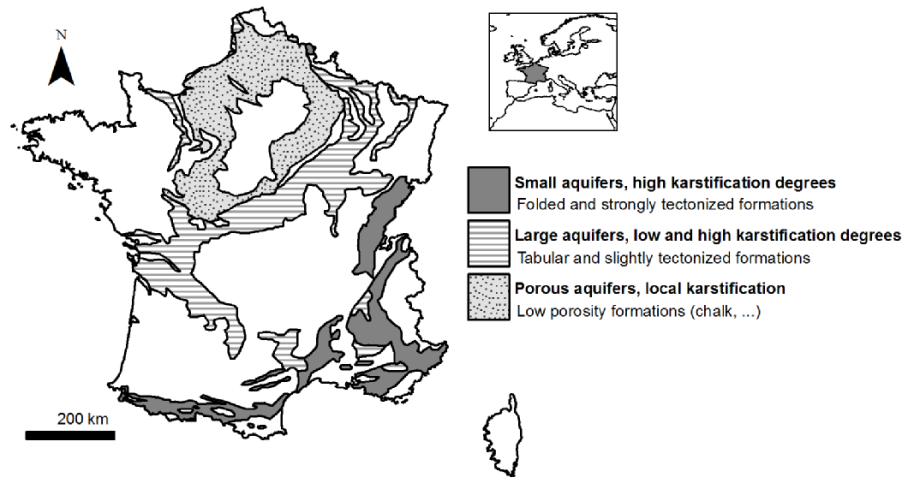 N
Small aquifers, high karstification degrees
Folded and strongly tectonized formations
Large aquifers, low and high karstification degrees
Tabular and slightly tectonized formations
Porous aquifers, local karstification
Low porosity formations (chalk, ...)
200 km